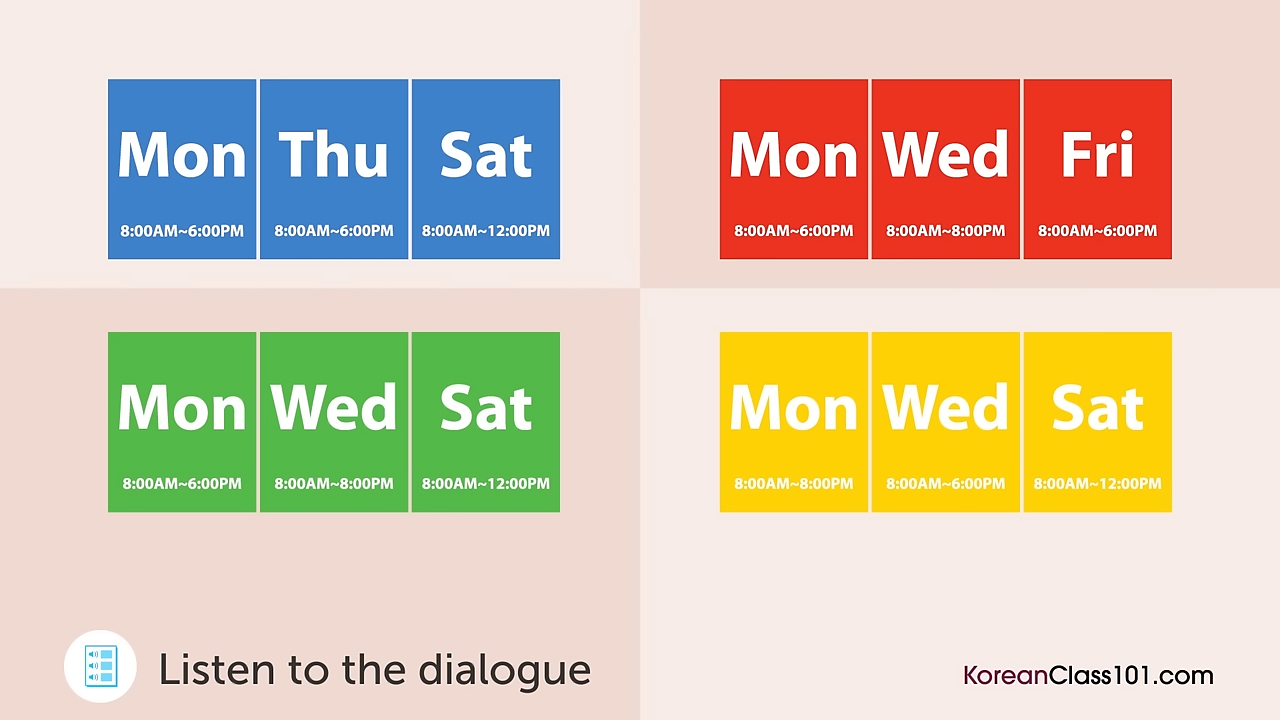 Mon Thu Sat
8:00AM~6:00PM 8:00AM~6:00PM 8:00AM~12:00PM
Mon Wed Fri
8:00AM~6:00PM 8:00AM~8:00PM 8:00AM~6:00PM
Mon Wed Sat
8:00AM~6:00PM 8:00AM~8:00PM 8:00AM~12:00PM
Mon Wed Sat
8:00AM~8:00PM 8:00AM~6:00PM 8:00AM~12:00PM
Listen to the dialogue
KoreanClass101.com